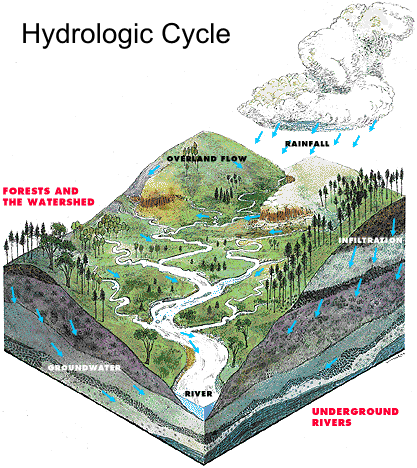 Hydrologic Cycle
RAINFALL
OVERLAND FLOW
FORESTS AND
THE WATERSHED
INFILTRATION
GROUNDWATER
RIVER
UNDERGROUND
RIVERS